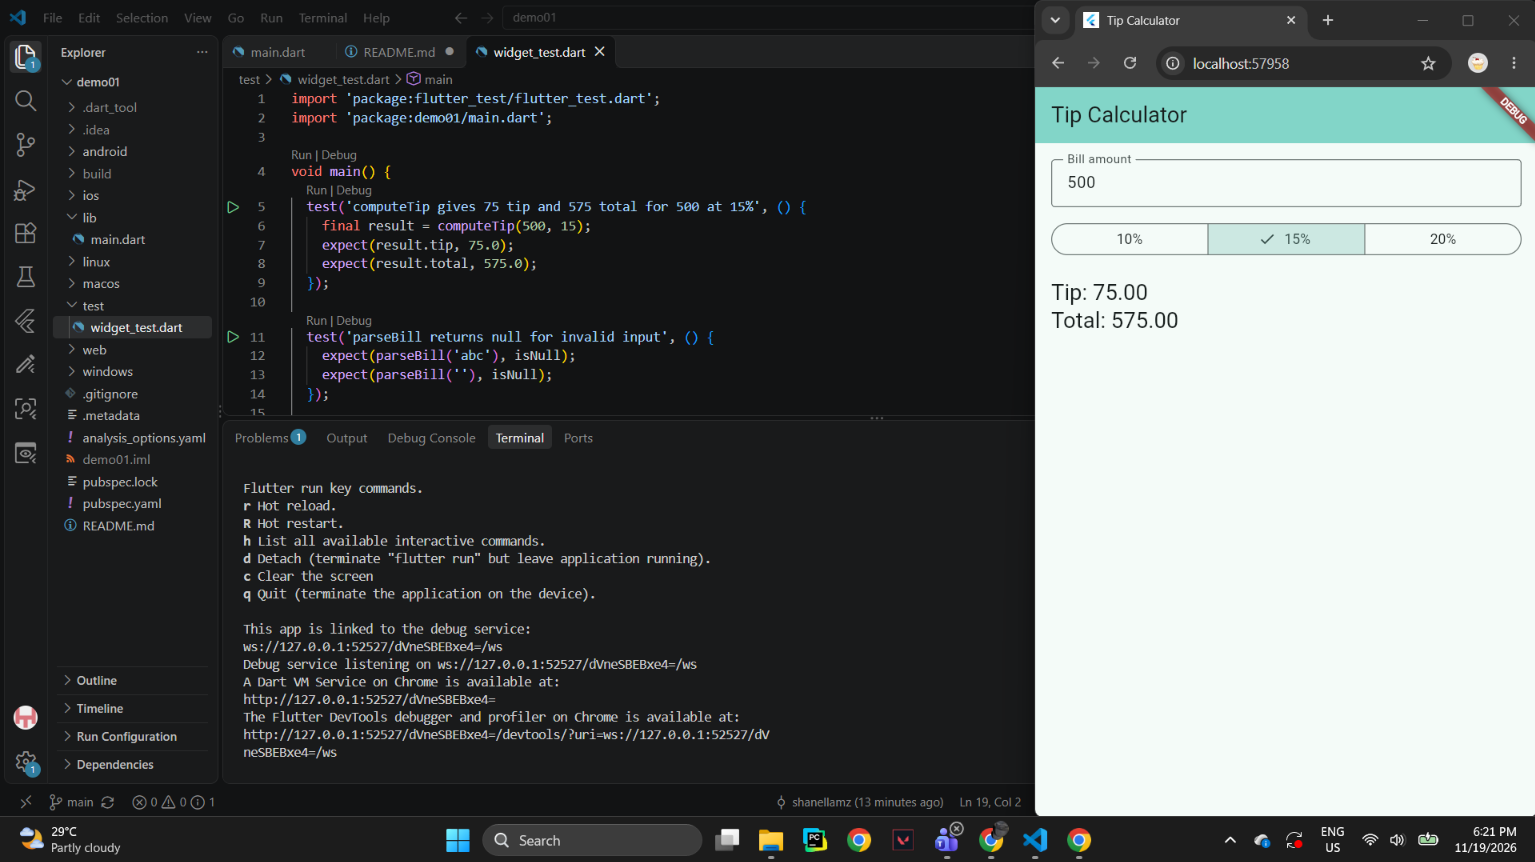 File Edit Selection View Go Run Terminal Help
demo01
Explorer
demo01
.dart_tool
.idea
android
build
ios
lib
main.dart
linux
macos
test
widget_test.dart
web
windows
.gitignore
.metadata
analysis_options.yaml
demo01.iml
pubspec.lock
pubspec.yaml
README.md
Outline
Timeline
Run Configuration
Dependencies
1
1
main.dart
README.md
widget_test.dart
test > widget_test.dart > main
1 import 'package:flutter_test/flutter_test.dart';
2 import 'package:demo01/main.dart';
3
Run | Debug
4 void main() {
Run | Debug
5 test('computeTip gives 75 tip and 575 total for 500 at 15%', () {
6 final result = computeTip(500, 15);
7 expect(result.tip, 75.0);
8 expect(result.total, 575.0);
9 });
10
Run | Debug
11 test('parseBill returns null for invalid input', () {
12 expect(parseBill('abc'), isNull);
13 expect(parseBill(''), isNull);
14 });
15
Problems 1 Output Debug Console Terminal Ports
Flutter run key commands.
r Hot reload.
R Hot restart.
h List all available interactive commands.
d Detach (terminate "flutter run" but leave application running).
c Clear the screen
q Quit (terminate the application on the device).
This app is linked to the debug service:
ws://127.0.0.1:52527/dVneSBEBxe4=/ws
Debug service listening on ws://127.0.0.1:52527/dVneSBEBxe4=/ws
A Dart VM Service on Chrome is available at:
http://127.0.0.1:52527/dVneSBEBxe4=
The Flutter DevTools debugger and profiler on Chrome is available at:
http://127.0.0.1:52527/dVneSBEBxe4=/devtools/?uri=ws://127.0.0.1:52527/dV
neSBEBxe4=/ws
main 0 0 1
shanellamz (13 minutes ago) Ln 19, Col 2
Tip Calculator
localhost:57958
Tip Calculator
DEBUG
Bill amount
500
10% 15% 20%
Tip: 75.00
Total: 575.00
29°C
Partly cloudy
Search
PC
ENG
US
6:21 PM
11/19/2026